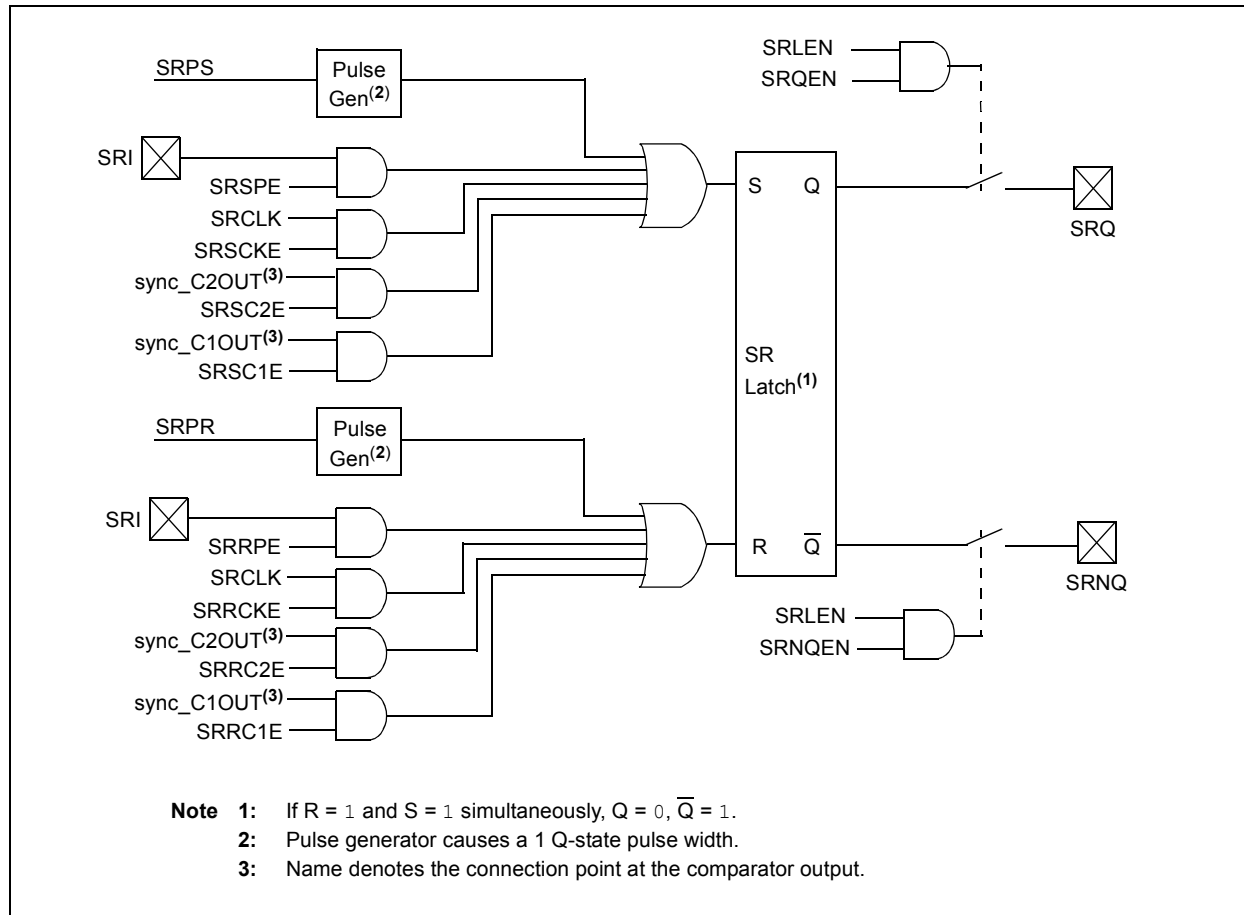 SRPS
Pulse
Gen(2)
SRI
SRSPE
SRCLK
SRSCKE
sync_C2OUT(3)
SRSC2E
sync_C1OUT(3)
SRSC1E
SRPR
Pulse
Gen(2)
SRI
SRRPE
SRCLK
SRRCKE
sync_C2OUT(3)
SRRC2E
sync_C1OUT(3)
SRRC1E
S Q
SR
Latch(1)
R Q̅
SRLEN
SRQEN
SRQ
SRLEN
SRNQEN
SRNQ
Note 1: If R = 1 and S = 1 simultaneously, Q = 0, Q̅ = 1.
2: Pulse generator causes a 1 Q-state pulse width.
3: Name denotes the connection point at the comparator output.